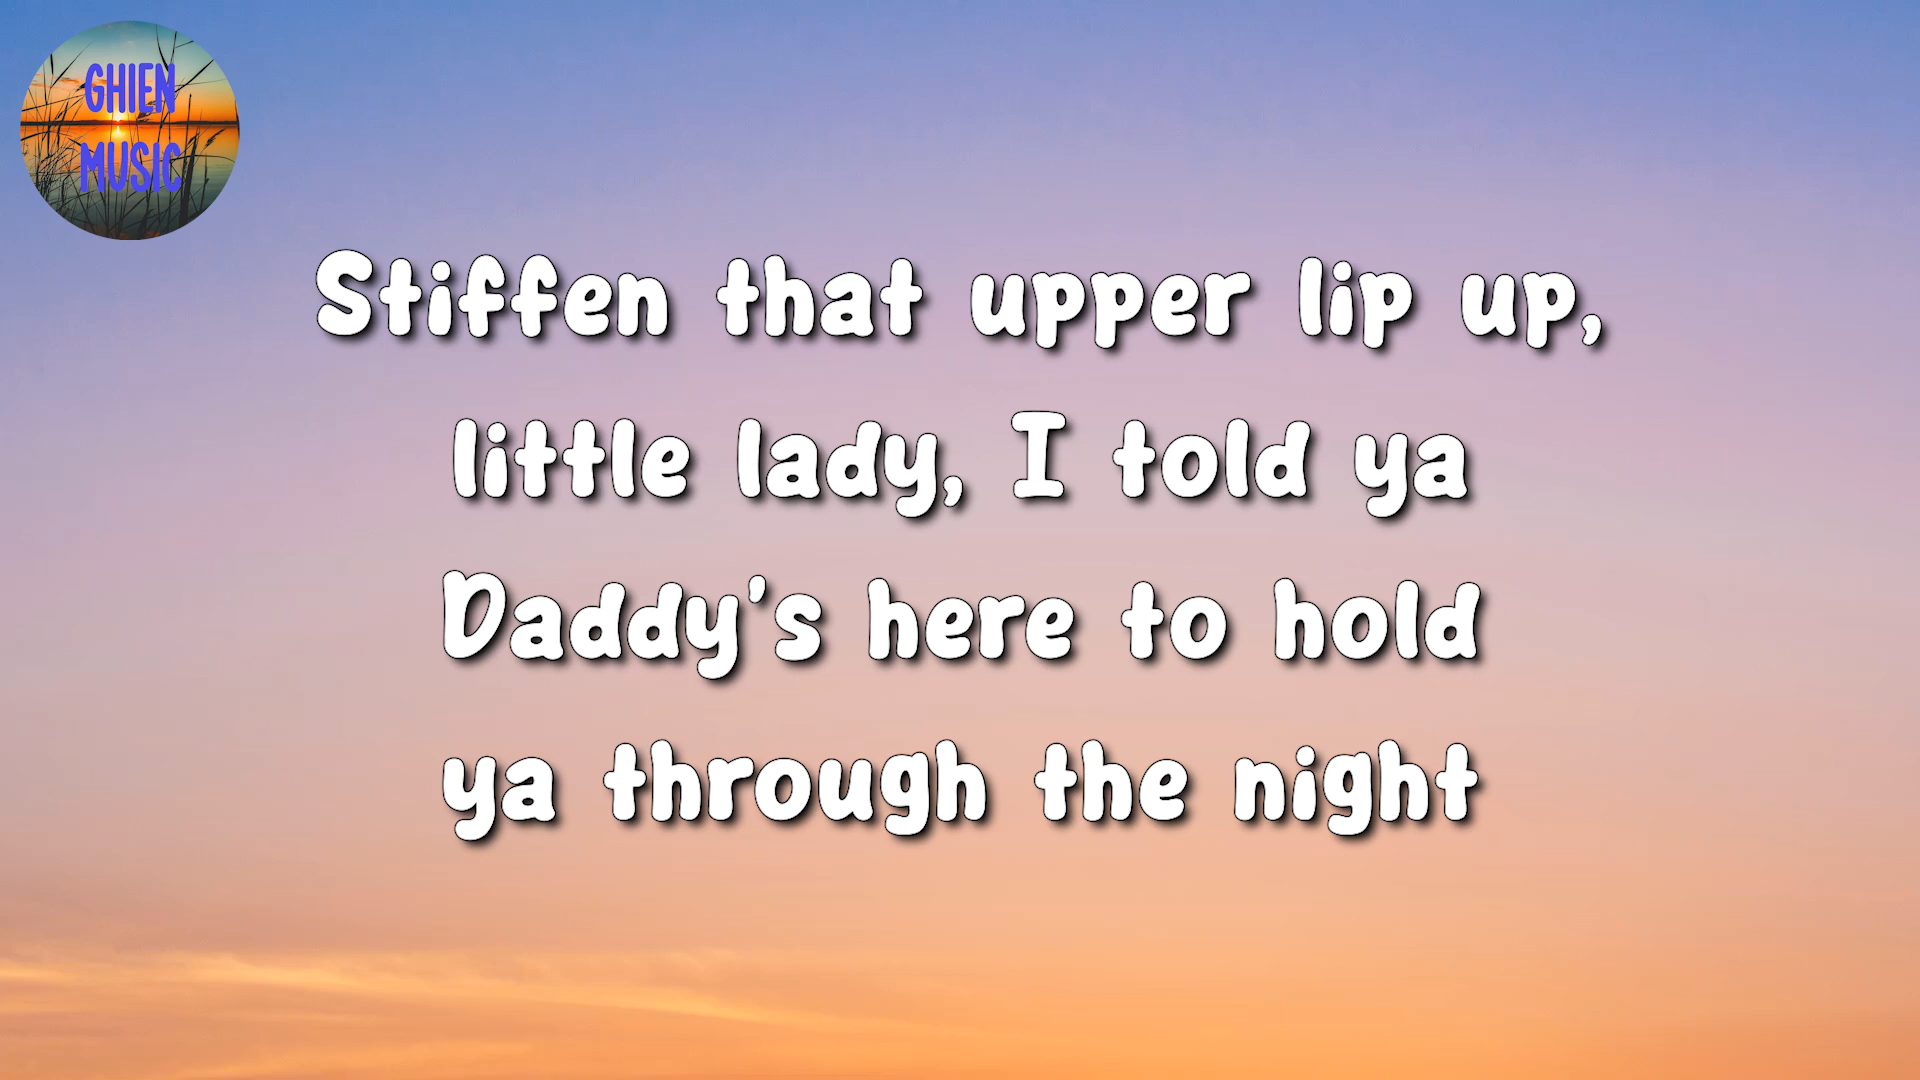 GHIEN
MUSIC
Stiffen that upper lip up,
little lady, I told ya
Daddy's here to hold
ya through the night